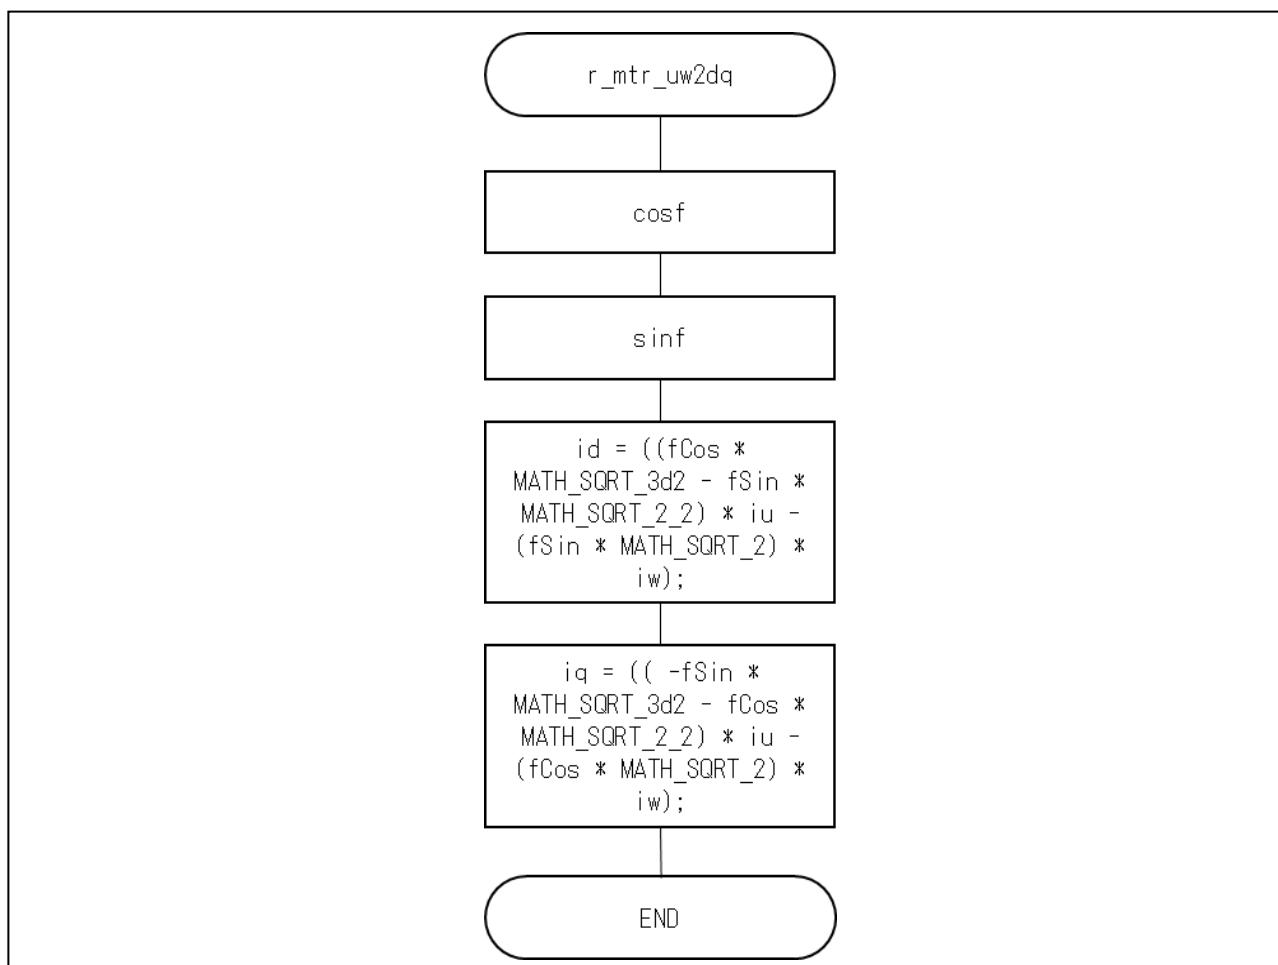 r_mtr_uw2dq
cosf
sinf
id = ((fCos *
MATH_SQRT_3d2 - fSin *
MATH_SQRT_2_2) * iu -
(fSin * MATH_SQRT_2) *
iw);
iq = (( -fSin *
MATH_SQRT_3d2 - fCos *
MATH_SQRT_2_2) * iu -
(fCos * MATH_SQRT_2) *
iw);
END